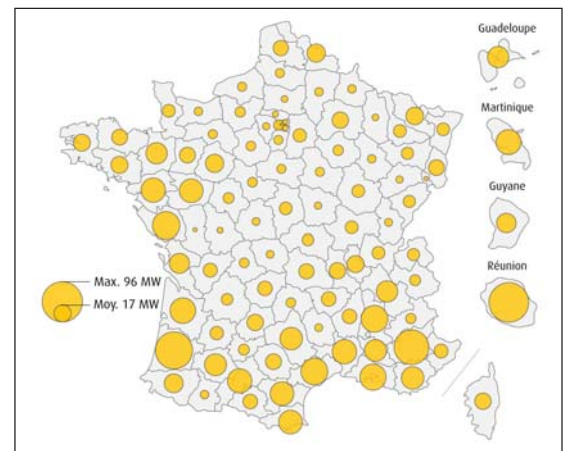 Guadeloupe
Martinique
Guyane
Réunion
Max. 96 MW
Moy. 17 MW